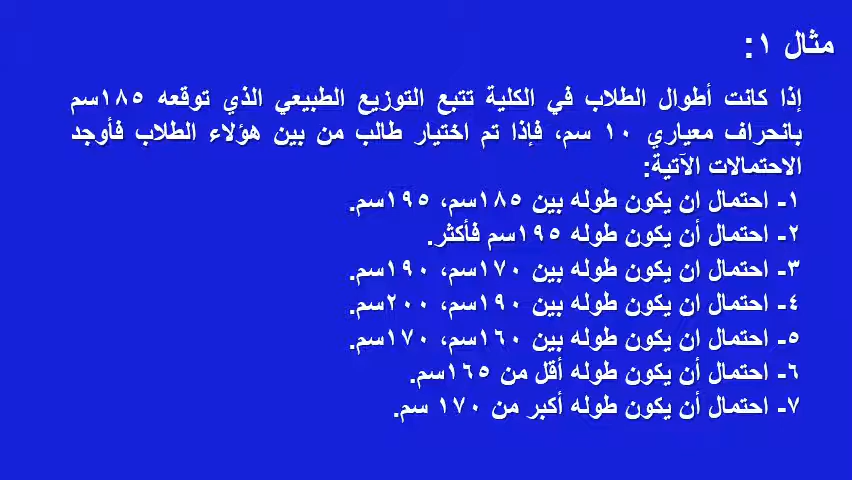 مثال ١:
إذا كانت أطوال الطلاب في الكلية تتبع التوزيع الطبيعي الذي توقعه ١٨٥سم
بانحراف معياري ١٠ سم، فإذا تم اختيار طالب من بين هؤلاء الطلاب فأوجد
الاحتمالات الآتية:
١- احتمال ان يكون طوله بين ١٨٥سم، ١٩٥سم.
٢- احتمال أن يكون طوله ١٩٥سم فأكثر.
٣- احتمال ان يكون طوله بين ١٧٠سم، ١٩٠سم.
٤- احتمال ان يكون طوله بين ١٩٠سم، ٢٠٠سم.
٥- احتمال ان يكون طوله بين ١٦٠سم، ١٧٠سم.
٦- احتمال أن يكون طوله أقل من ١٦٥سم.
٧- احتمال أن يكون طوله أكبر من ١٧٠ سم.